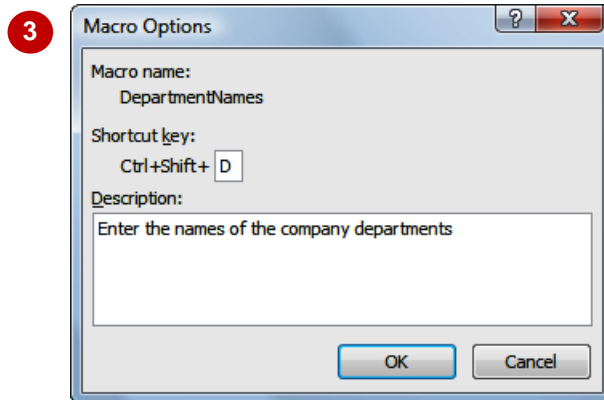 3
Macro Options
?
X
Macro name:
DepartmentNames
Shortcut key:
Ctrl+Shift+ D
Description:
Enter the names of the company departments
OK Cancel